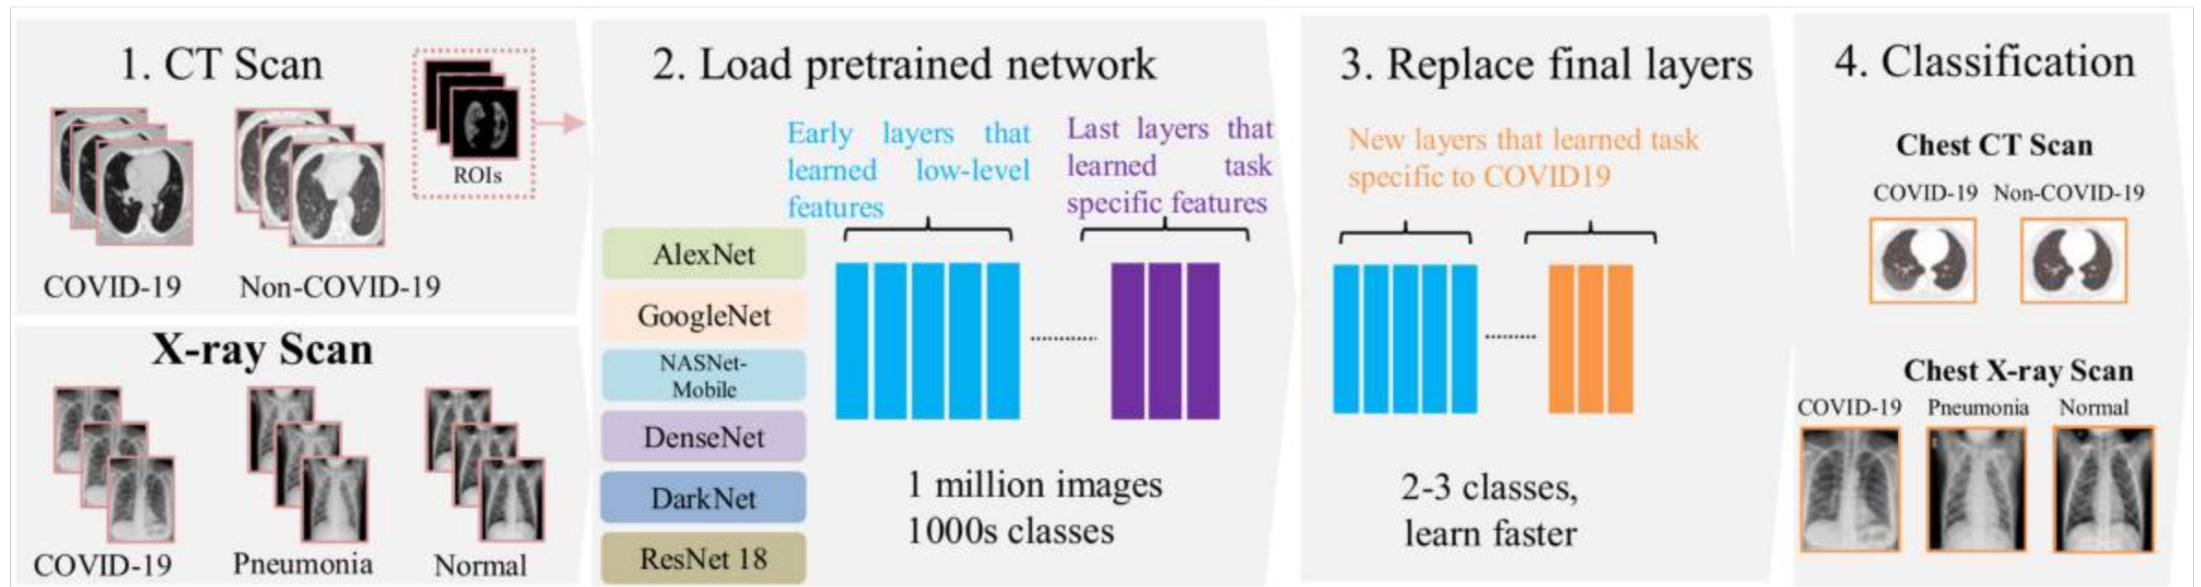 1. CT Scan
ROIs
COVID-19
Non-COVID-19
X-ray Scan
COVID-19
Pneumonia
Normal
2. Load pretrained network
Early layers that
learned low-level
features
Last layers that
learned task
specific features
AlexNet
GoogleNet
NASNet-
Mobile
DenseNet
DarkNet
ResNet 18
1 million images
1000s classes
3. Replace final layers
New layers that learned task
specific to COVID19
2-3 classes,
learn faster
4. Classification
Chest CT Scan
COVID-19 Non-COVID-19
Chest X-ray Scan
COVID-19 Pneumonia Normal